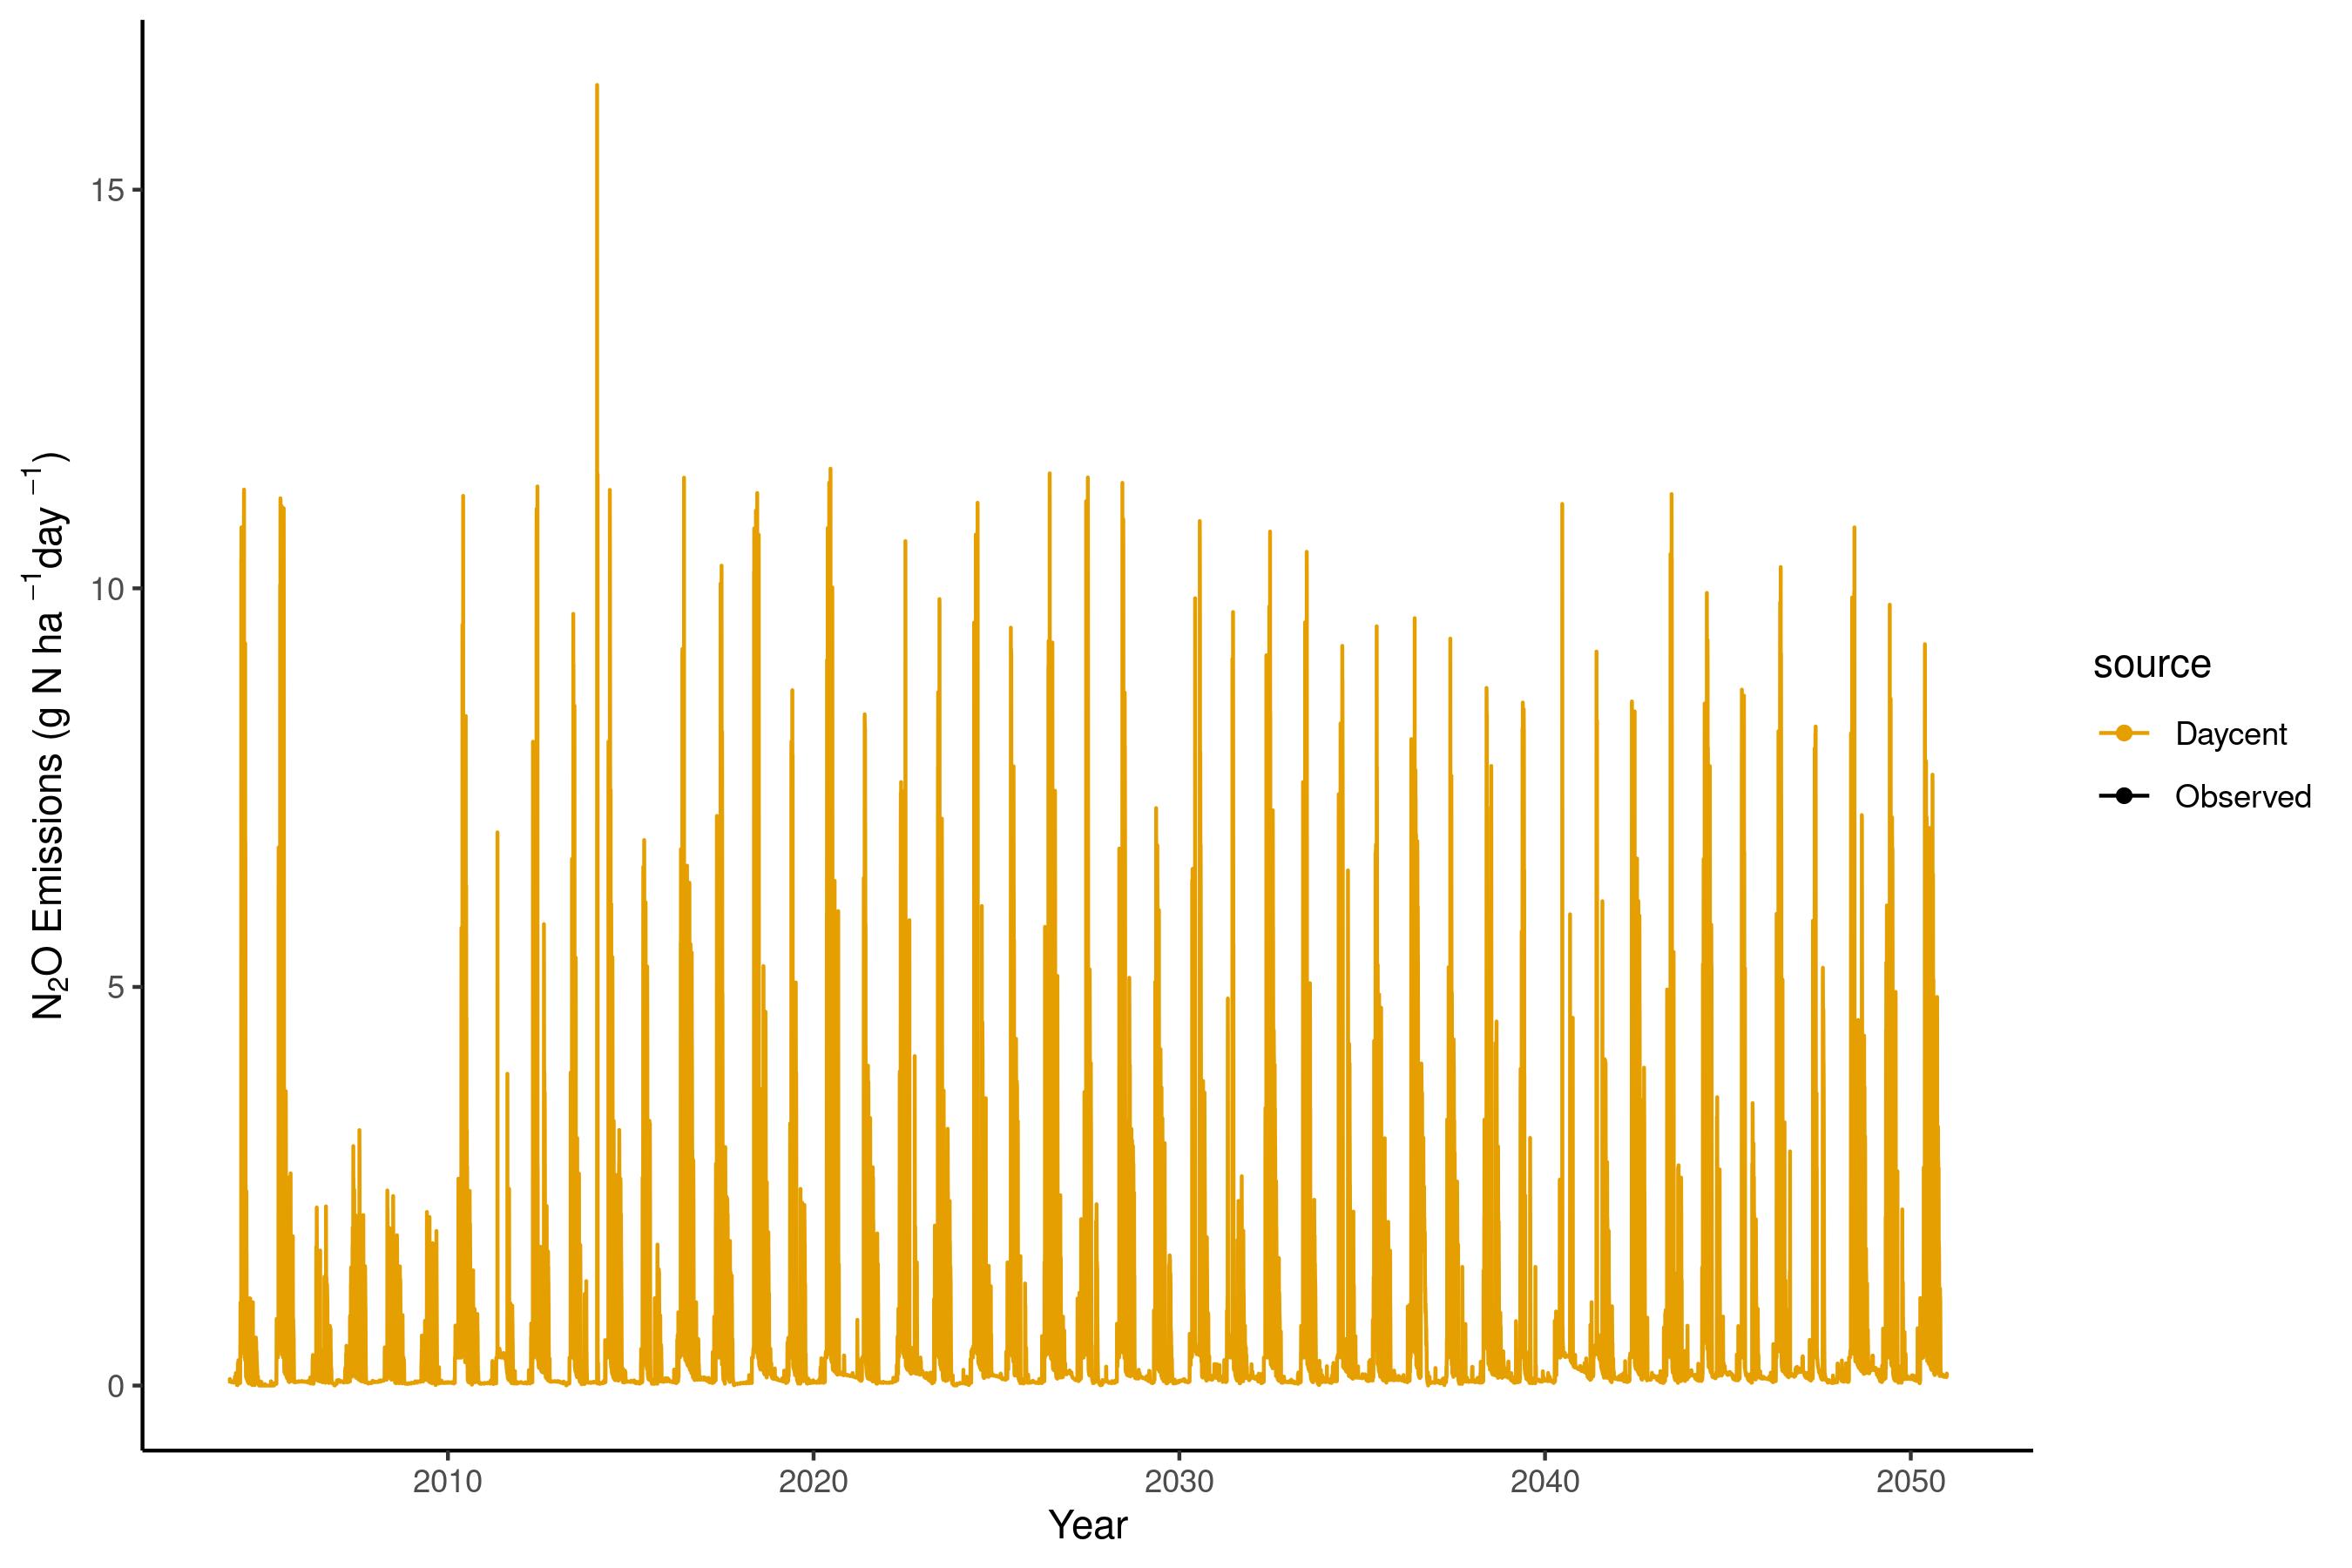 15
10
5
0
N₂O Emissions (g N ha ⁻¹day ⁻¹)
2010 2020 2030 2040 2050
Year
source
Daycent
Observed